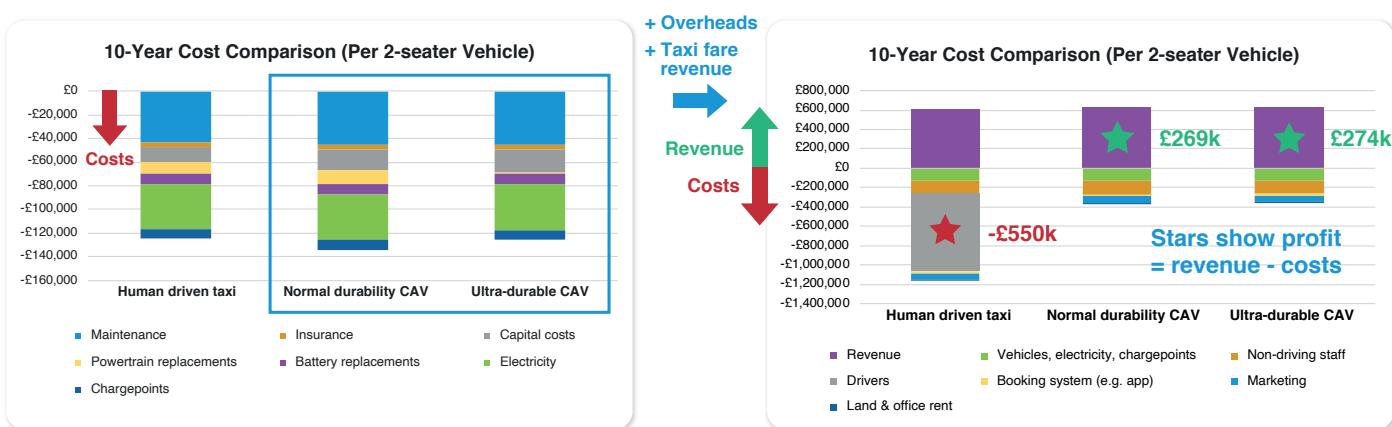 10-Year Cost Comparison (Per 2-seater Vehicle)
£0
-£20,000
-£40,000
-£60,000
-£80,000
-£100,000
-£120,000
-£140,000
-£160,000
Costs
Human driven taxi
Normal durability CAV
Ultra-durable CAV
Maintenance
Insurance
Capital costs
Powertrain replacements
Battery replacements
Electricity
Chargepoints
+ Overheads
+ Taxi fare
revenue
Revenue
Costs
10-Year Cost Comparison (Per 2-seater Vehicle)
£800,000
£600,000
£400,000
£200,000
£0
-£200,000
-£400,000
-£600,000
-£800,000
-£1,000,000
-£1,200,000
-£1,400,000
£269k
£274k
-£550k
Stars show profit
= revenue - costs
Human driven taxi
Normal durability CAV
Ultra-durable CAV
Revenue
Vehicles, electricity, chargepoints
Non-driving staff
Drivers
Booking system (e.g. app)
Marketing
Land & office rent